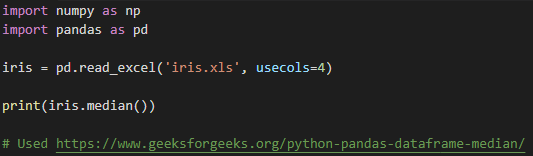 import numpy as np
import pandas as pd
iris = pd.read_excel('iris.xls', usecols=4)
print(iris.median())
# Used https://www.geeksforgeeks.org/python-pandas-dataframe-median/